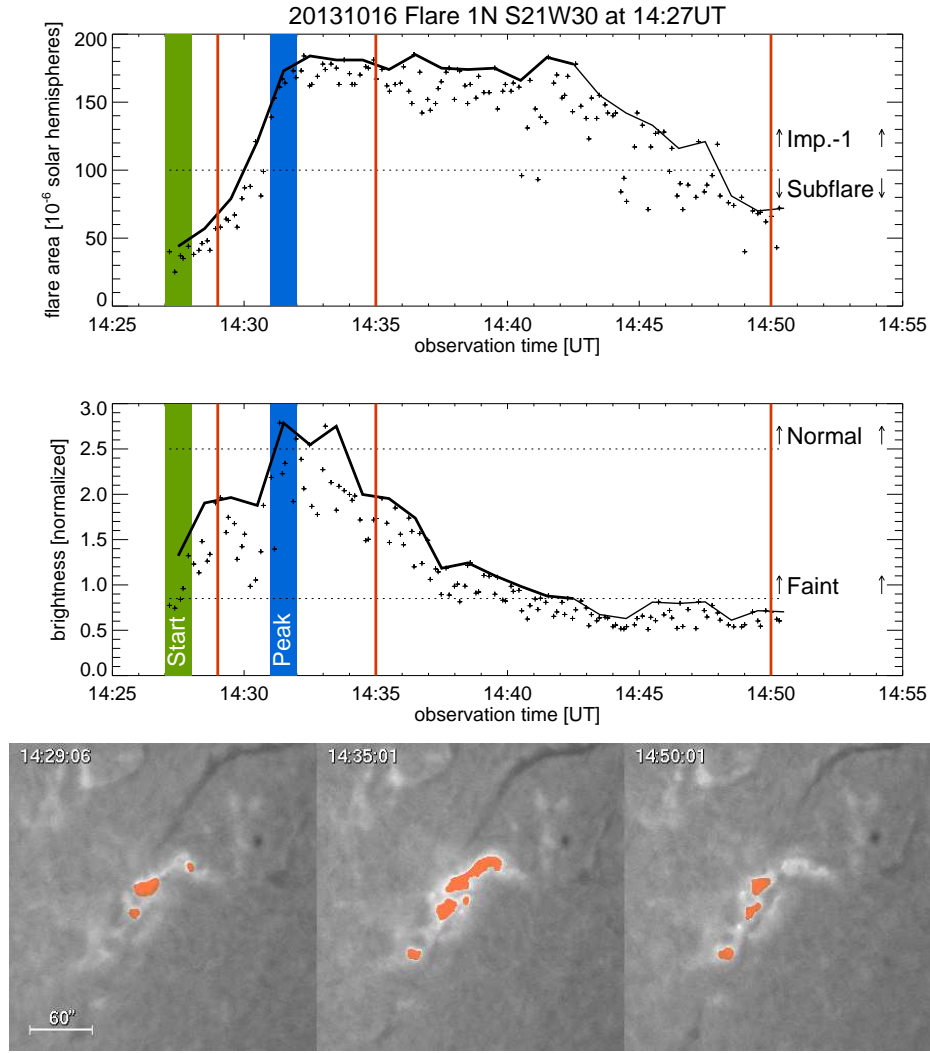 20131016 Flare 1N S21W30 at 14:27UT
flare area [10⁻⁶ solar hemispheres]
200
150
100
50
0
↑Imp.-1 ↑
↓Subflare ↓
14:25 14:30 14:35 14:40 14:45 14:50 14:55
observation time [UT]
brightness [normalized]
3.0
2.5
2.0
1.5
1.0
0.5
0.0
↑Normal ↑
↑Faint ↑
Start
Peak
14:25 14:30 14:35 14:40 14:45 14:50 14:55
observation time [UT]
14:29:06
14:35:01
14:50:01
60"